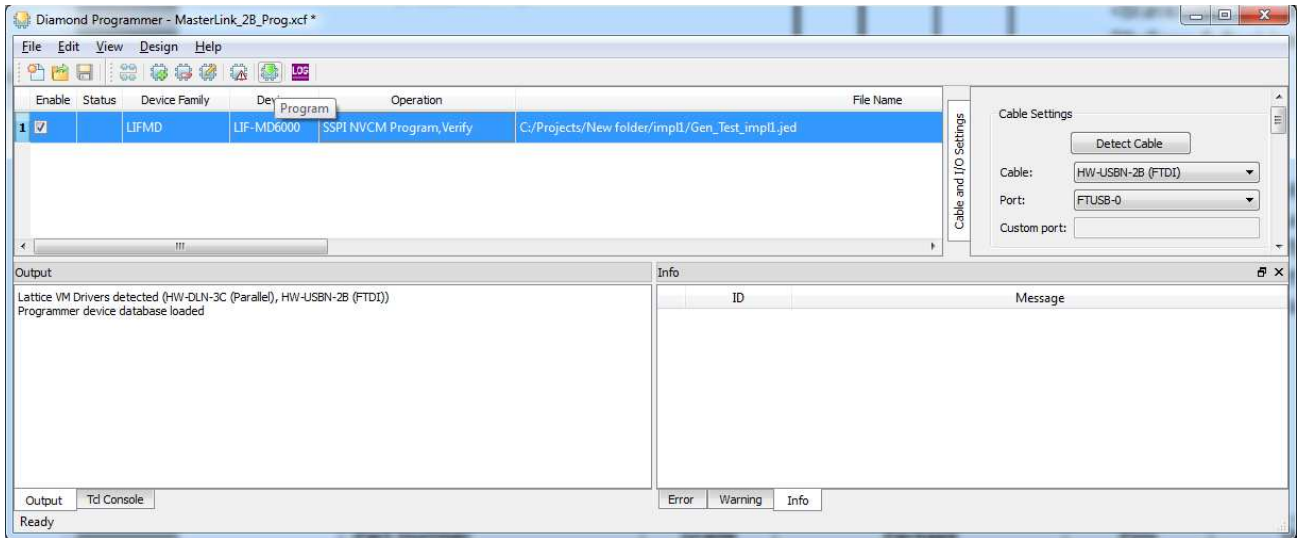 Diamond Programmer - MasterLink_2B_Prog.xcf *
File Edit View Design Help
LOG
Enable Status Device Family Operation File Name
Program
1 LIFMD LIF-MD6000 SSPI NVCM Program,Verify C:/Projects/New folder/impl1/Gen_Test_impl1.jed
Cable and I/O Settings
Cable Settings
Detect Cable
Cable: HW-USBN-2B (FTDI)
Port: FTUSB-0
Custom port:
Output
Lattice VM Drivers detected (HW-DLN-3C (Parallel), HW-USBN-2B (FTDI))
Programmer device database loaded
Output Tcl Console
Info
ID Message
Error Warning Info
Ready